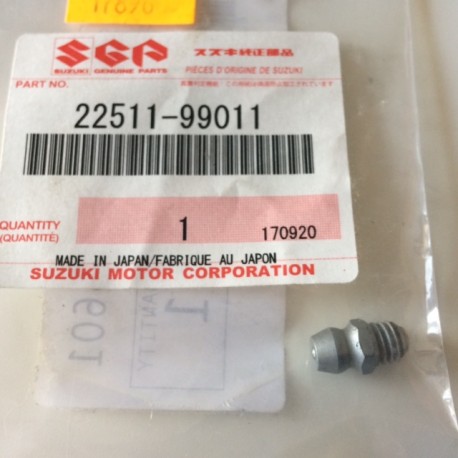 17690
SGP
スズキ純正部品
SUZUKI GENUINE PARTS
PIÈCES D'ORIGINE DE SUZUKI
PART NO.
22511-99011
QUANTITY
(QUANTITÉ)
1
170920
MADE IN JAPAN/FABRIQUE AU JAPON
SUZUKI MOTOR CORPORATION